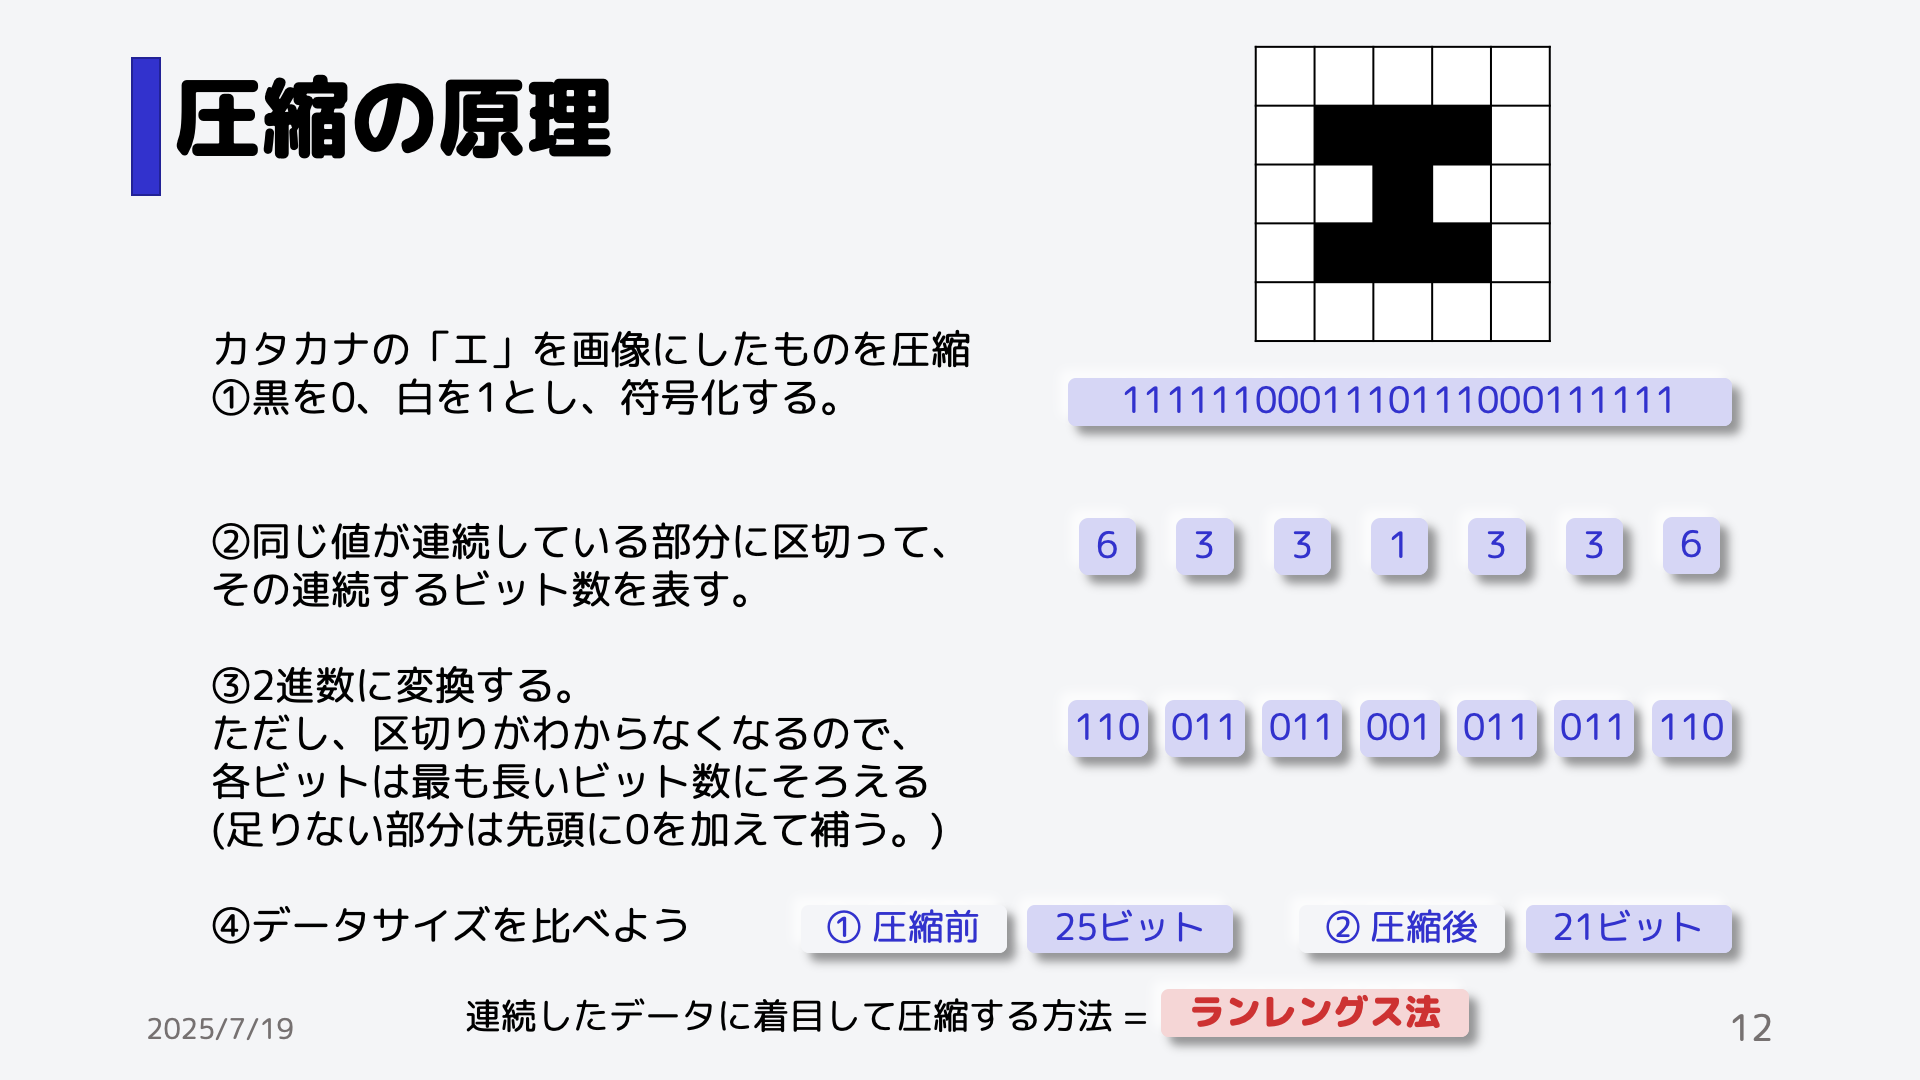 圧縮の原理
カタカナの「エ」を画像にしたものを圧縮
①黒を0、白を1とし、符号化する。
1111110001110111000111111
②同じ値が連続している部分に区切って、
その連続するビット数を表す。
6 3 3 1 3 3 6
③2進数に変換する。
ただし、区切りがわからなくなるので、
各ビットは最も長いビット数にそろえる
(足りない部分は先頭に0を加えて補う。)
110 011 011 001 011 011 110
④データサイズを比べよう ① 圧縮前 25ビット ② 圧縮後 21ビット
連続したデータに着目して圧縮する方法 = ランレングス法
2025/7/19
12